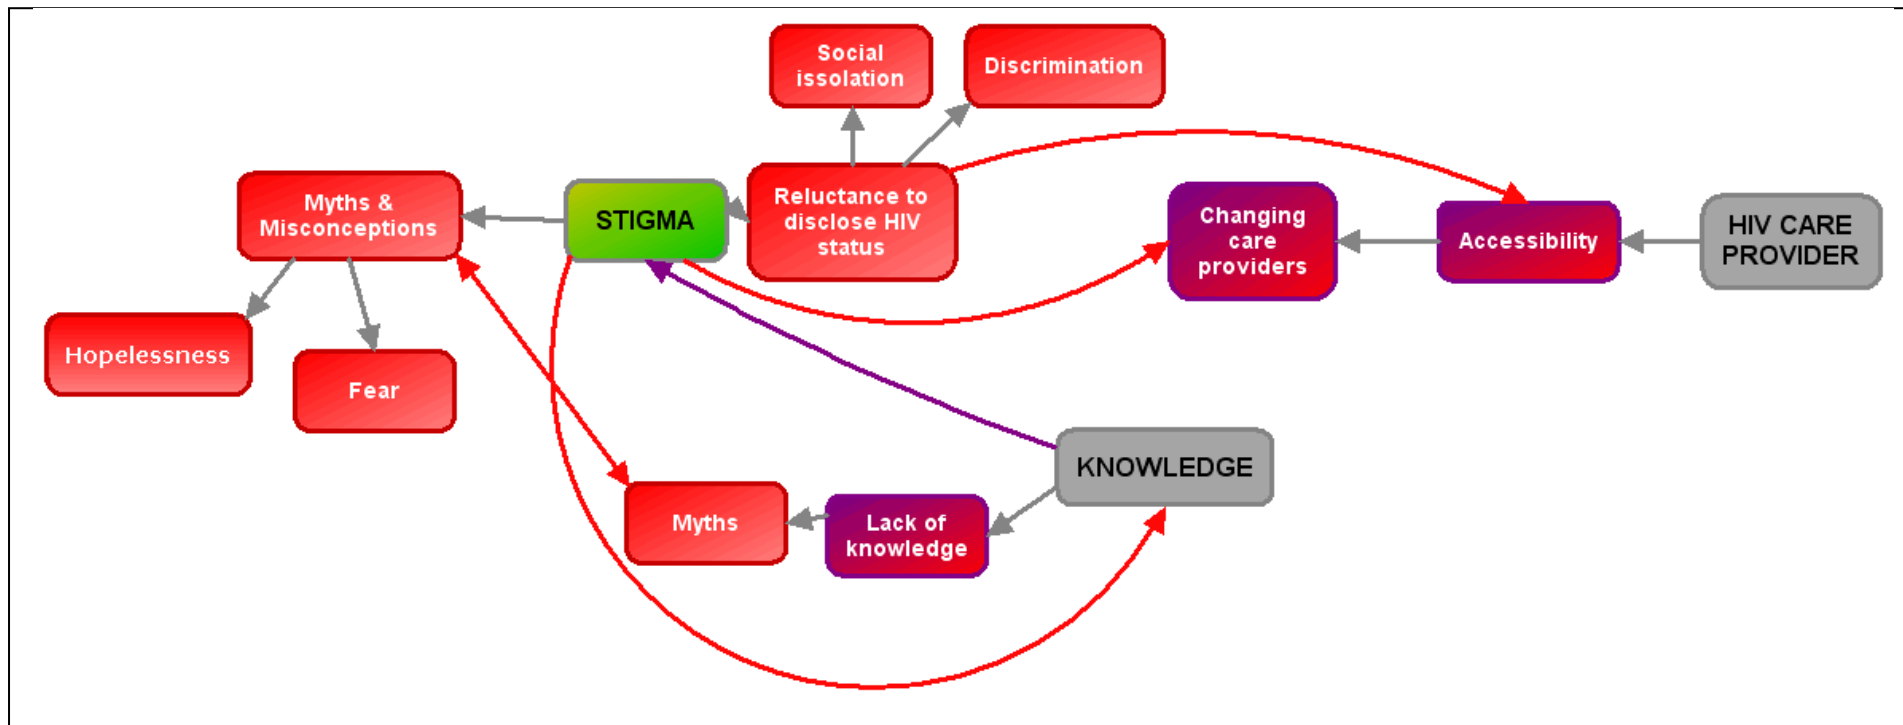 Social
issolation
Discrimination
Myths &
Misconceptions
STIGMA
Reluctance to
disclose HIV
status
Changing
care
providers
Accessibility
HIV CARE
PROVIDER
Hopelessness
Fear
KNOWLEDGE
Myths
Lack of
knowledge